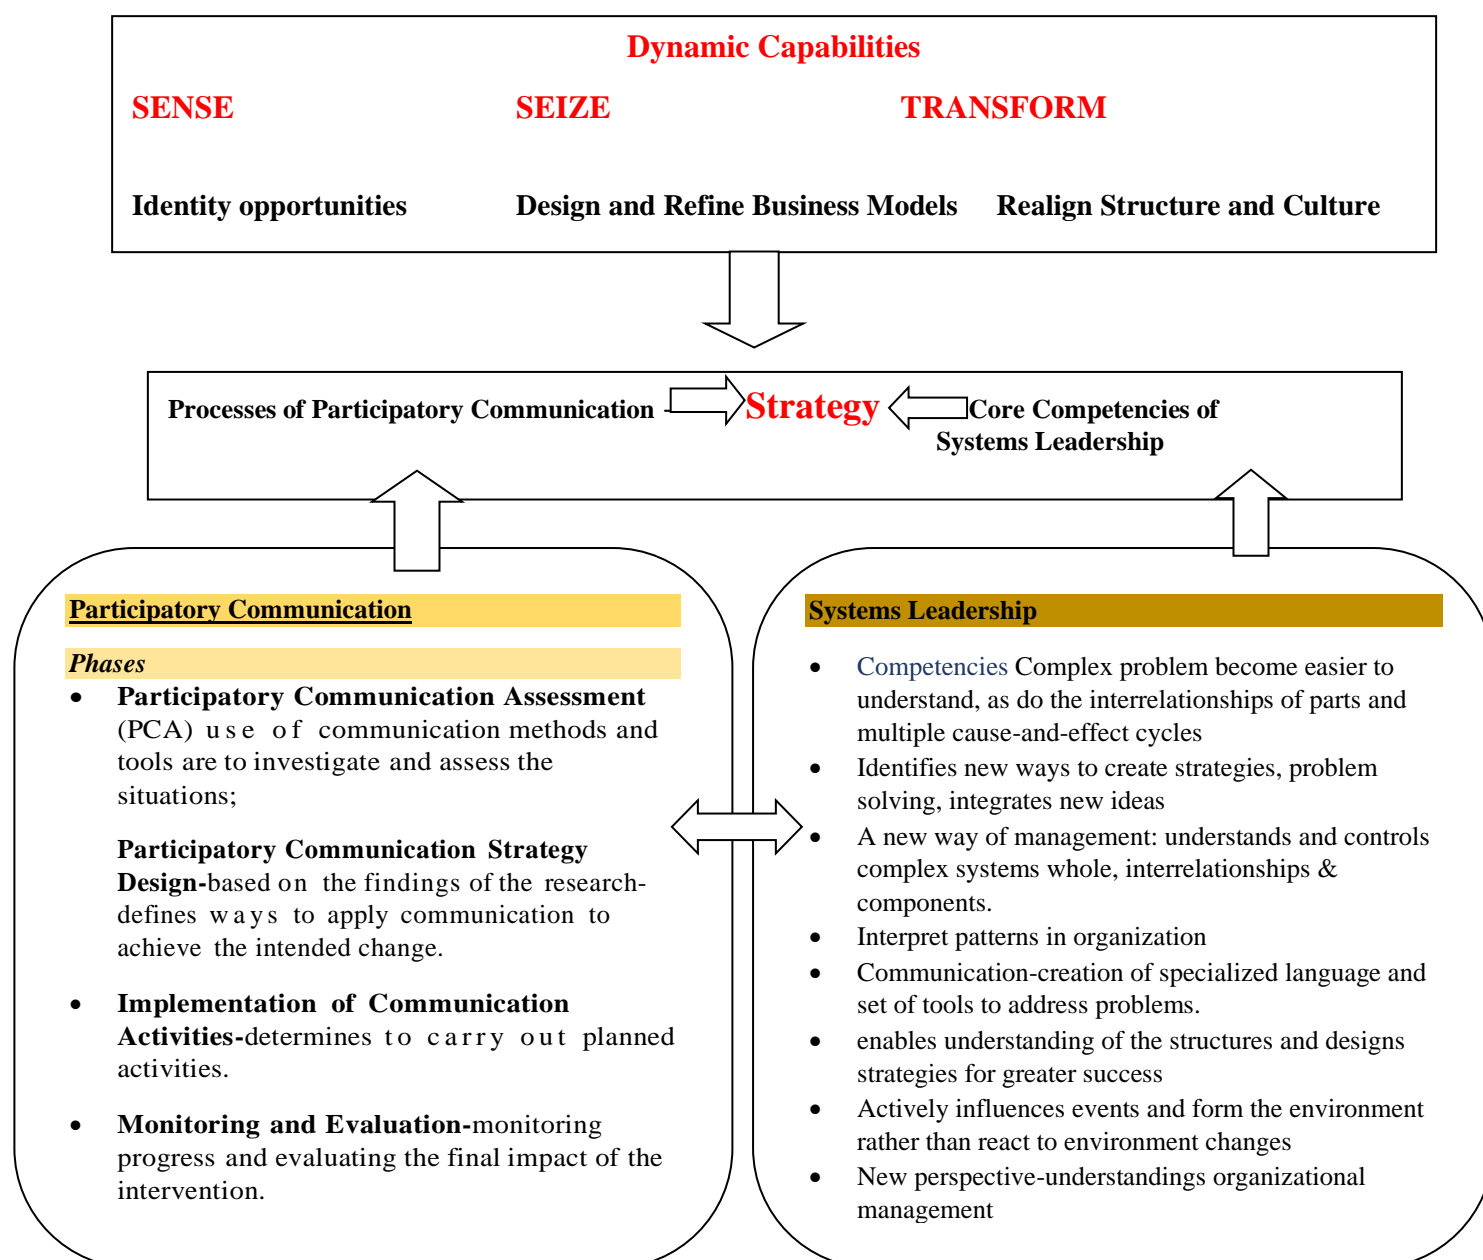 Dynamic Capabilities
SENSE SEIZE TRANSFORM
Identity opportunities Design and Refine Business Models Realign Structure and Culture
Processes of Participatory Communication Strategy Core Competencies of
Systems Leadership
Participatory Communication
Phases
• Participatory Communication Assessment
(PCA) use of communication methods and
tools are to investigate and assess the
situations;
Participatory Communication Strategy
Design-based on the findings of the research-
defines ways to apply communication to
achieve the intended change.
• Implementation of Communication
Activities-determines to carry out planned
activities.
• Monitoring and Evaluation-monitoring
progress and evaluating the final impact of the
intervention.
Systems Leadership
• Competencies Complex problem become easier to
understand, as do the interrelationships of parts and
multiple cause-and-effect cycles
• Identifies new ways to create strategies, problem
solving, integrates new ideas
• A new way of management: understands and controls
complex systems whole, interrelationships &
components.
• Interpret patterns in organization
• Communication-creation of specialized language and
set of tools to address problems.
• enables understanding of the structures and designs
strategies for greater success
• Actively influences events and form the environment
rather than react to environment changes
• New perspective-understandings organizational
management